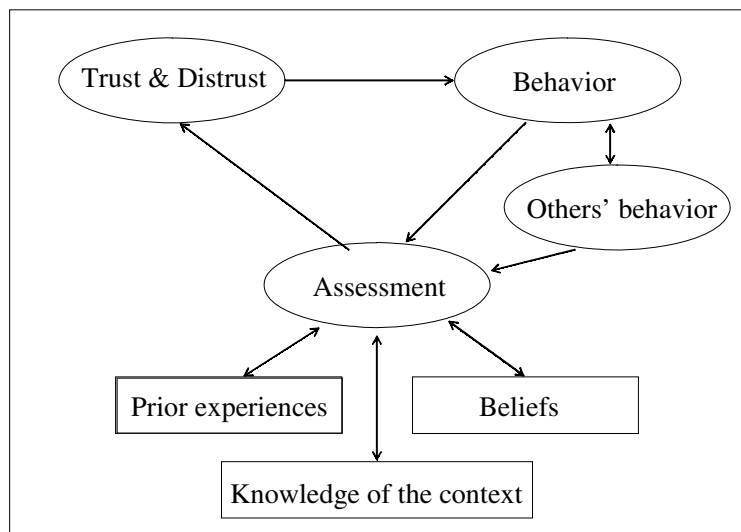 Trust & Distrust
Behavior
Others’ behavior
Assessment
Prior experiences
Beliefs
Knowledge of the context